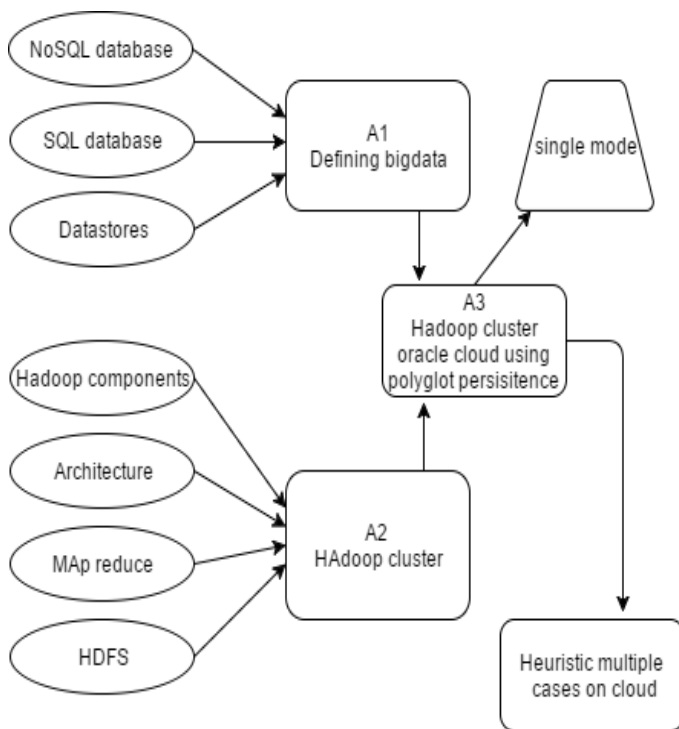 NoSQL database
SQL database
Datastores
A1
Defining bigdata
single mode
A3
Hadoop cluster
oracle cloud using
polyglot persisitence
Hadoop components
Architecture
MAp reduce
HDFS
A2
HAdoop cluster
Heuristic multiple
cases on cloud